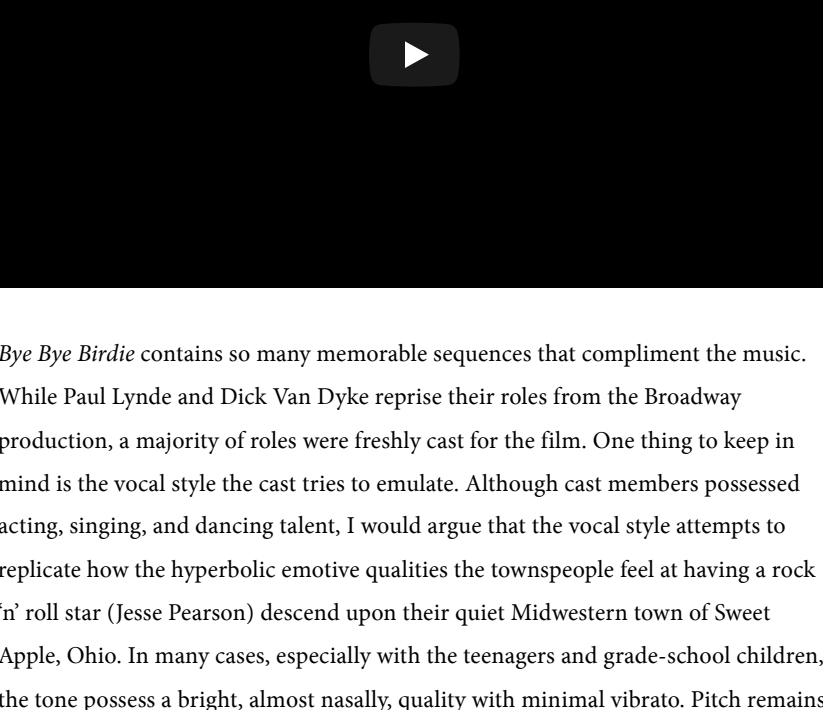 Bye Bye Birdie contains so many memorable sequences that compliment the music.
While Paul Lynde and Dick Van Dyke reprise their roles from the Broadway
production, a majority of roles were freshly cast for the film. One thing to keep in
mind is the vocal style the cast tries to emulate. Although cast members possessed
acting, singing, and dancing talent, I would argue that the vocal style attempts to
replicate how the hyperbolic emotive qualities the townspeople feel at having a rock
‘n’ roll star (Jesse Pearson) descend upon their quiet Midwestern town of Sweet
Apple, Ohio. In many cases, especially with the teenagers and grade-school children,
the tone possess a bright, almost nasally, quality with minimal vibrato. Pitch remains